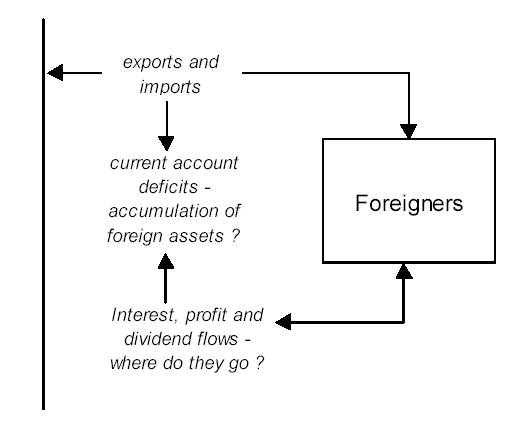 exports and
imports
current account
deficits -
accumulation of
foreign assets ?
Foreigners
Interest, profit and
dividend flows -
where do they go ?